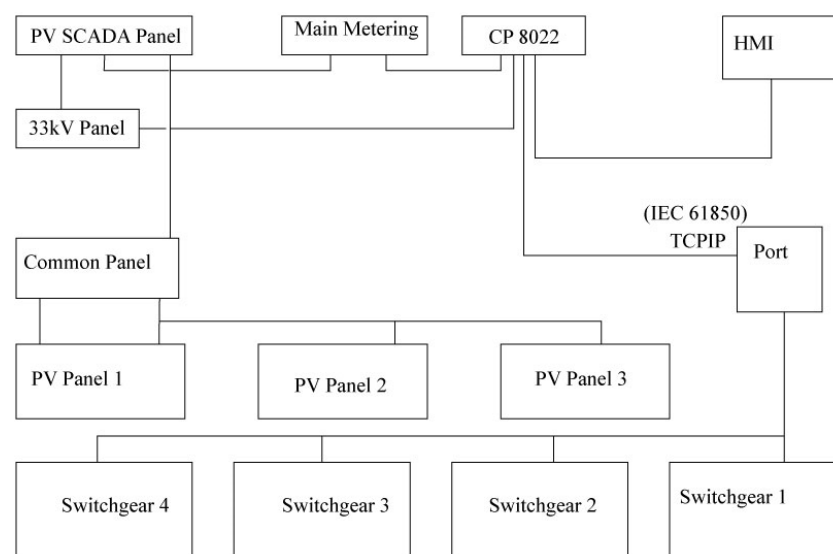 PV SCADA Panel
Main Metering
CP 8022
HMI
33kV Panel
(IEC 61850)
TCPIP
Port
Common Panel
PV Panel 1
PV Panel 2
PV Panel 3
Switchgear 4
Switchgear 3
Switchgear 2
Switchgear 1